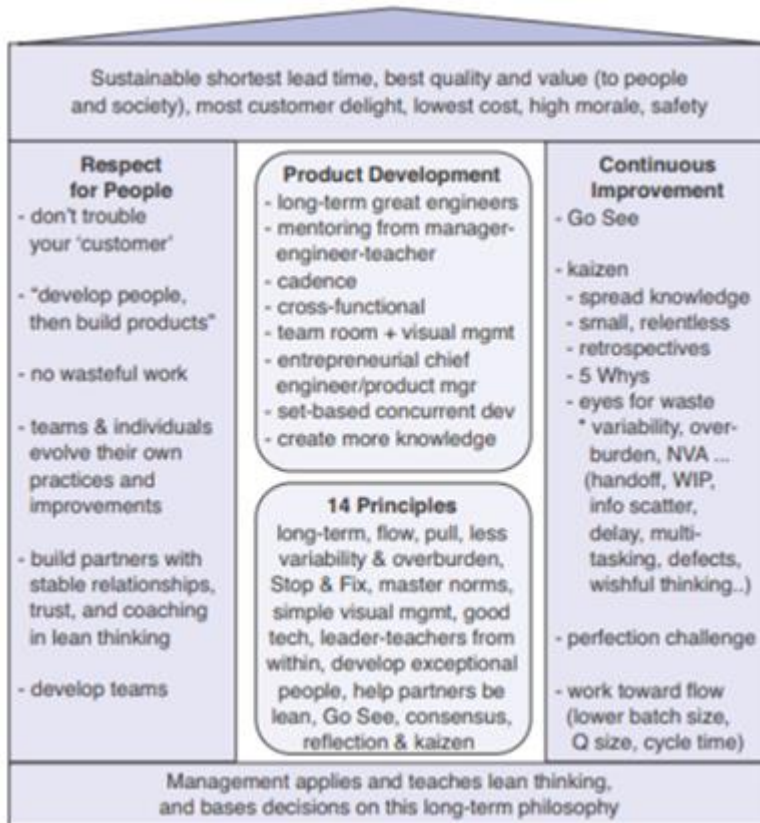 Sustainable shortest lead time, best quality and value (to people
and society), most customer delight, lowest cost, high morale, safety
Respect
for People
- don't trouble
your 'customer'
- "develop people,
then build products"
- no wasteful work
- teams & individuals
evolve their own
practices and
improvements
- build partners with
stable relationships,
trust, and coaching
in lean thinking
- develop teams
Product Development
- long-term great engineers
- mentoring from manager-
engineer-teacher
- cadence
- cross-functional
- team room + visual mgmt
- entrepreneurial chief
engineer/product mgr
- set-based concurrent dev
- create more knowledge
14 Principles
long-term, flow, pull, less
variability & overburden,
Stop & Fix, master norms,
simple visual mgmt, good
tech, leader-teachers from
within, develop exceptional
people, help partners be
lean, Go See, consensus,
reflection & kaizen
Continuous
Improvement
- Go See
- kaizen
- spread knowledge
- small, relentless
- retrospectives
- 5 Whys
- eyes for waste
* variability, over-
burden, NVA ...
(handoff, WIP,
info scatter,
delay, multi-
tasking, defects,
wishful thinking..)
- perfection challenge
- work toward flow
(lower batch size,
Q size, cycle time)
Management applies and teaches lean thinking,
and bases decisions on this long-term philosophy